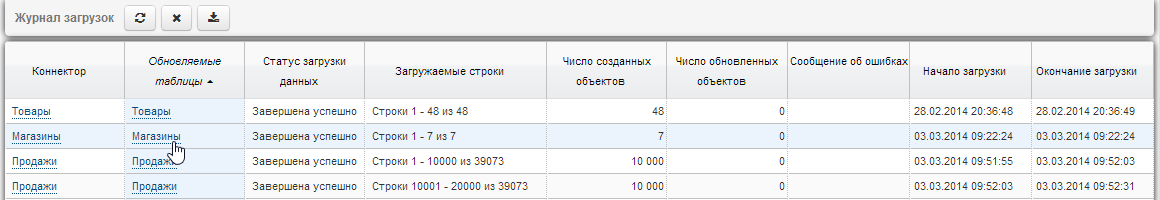 Журнал загрузок
Коннектор Обновляемые таблицы Статус загрузки данных Загружаемые строки Число созданных объектов Число обновленных объектов Сообщение об ошибках Начало загрузки Окончание загрузки
Товары Товары Завершена успешно Строки 1 - 48 из 48 48 0 28.02.2014 20:36:48 28.02.2014 20:36:49
Магазины Магазины Завершена успешно Строки 1 - 7 из 7 7 0 03.03.2014 09:22:24 03.03.2014 09:22:24
Продажи Продажи Завершена успешно Строки 1 - 10000 из 39073 10 000 0 03.03.2014 09:51:55 03.03.2014 09:52:03
Продажи Продажи Завершена успешно Строки 10001 - 20000 из 39073 10 000 0 03.03.2014 09:52:03 03.03.2014 09:52:31